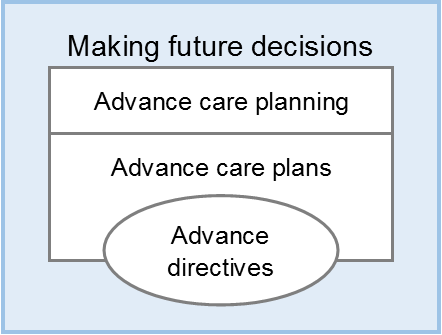 Making future decisions
Advance care planning
Advance care plans
Advance
directives